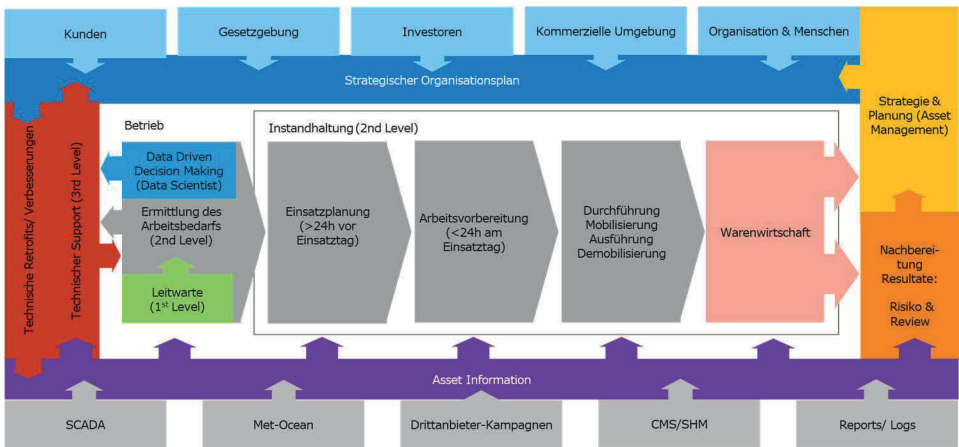 Kunden
Gesetzgebung
Investoren
Kommerzielle Umgebung
Organisation & Menschen
Strategischer Organisationsplan
Strategie &
Planung (Asset
Management)
Technische Retrofits/ Verbesserungen
Technischer Support (3rd Level)
Betrieb
Data Driven
Decision Making
(Data Scientist)
Ermittlung des
Arbeitsbedarfs
(2nd Level)
Leitwarte
(1st Level)
Instandhaltung (2nd Level)
Einsatzplanung
(>24h vor
Einsatztag)
Arbeitsvorbereitung
(<24h am
Einsatztag)
Durchführung
Mobilisierung
Ausführung
Demobilisierung
Warenwirtschaft
Nachberei-
tung
Resultate:
Risiko &
Review
Asset Information
SCADA
Met-Ocean
Drittanbieter-Kampagnen
CMS/SHM
Reports/ Logs